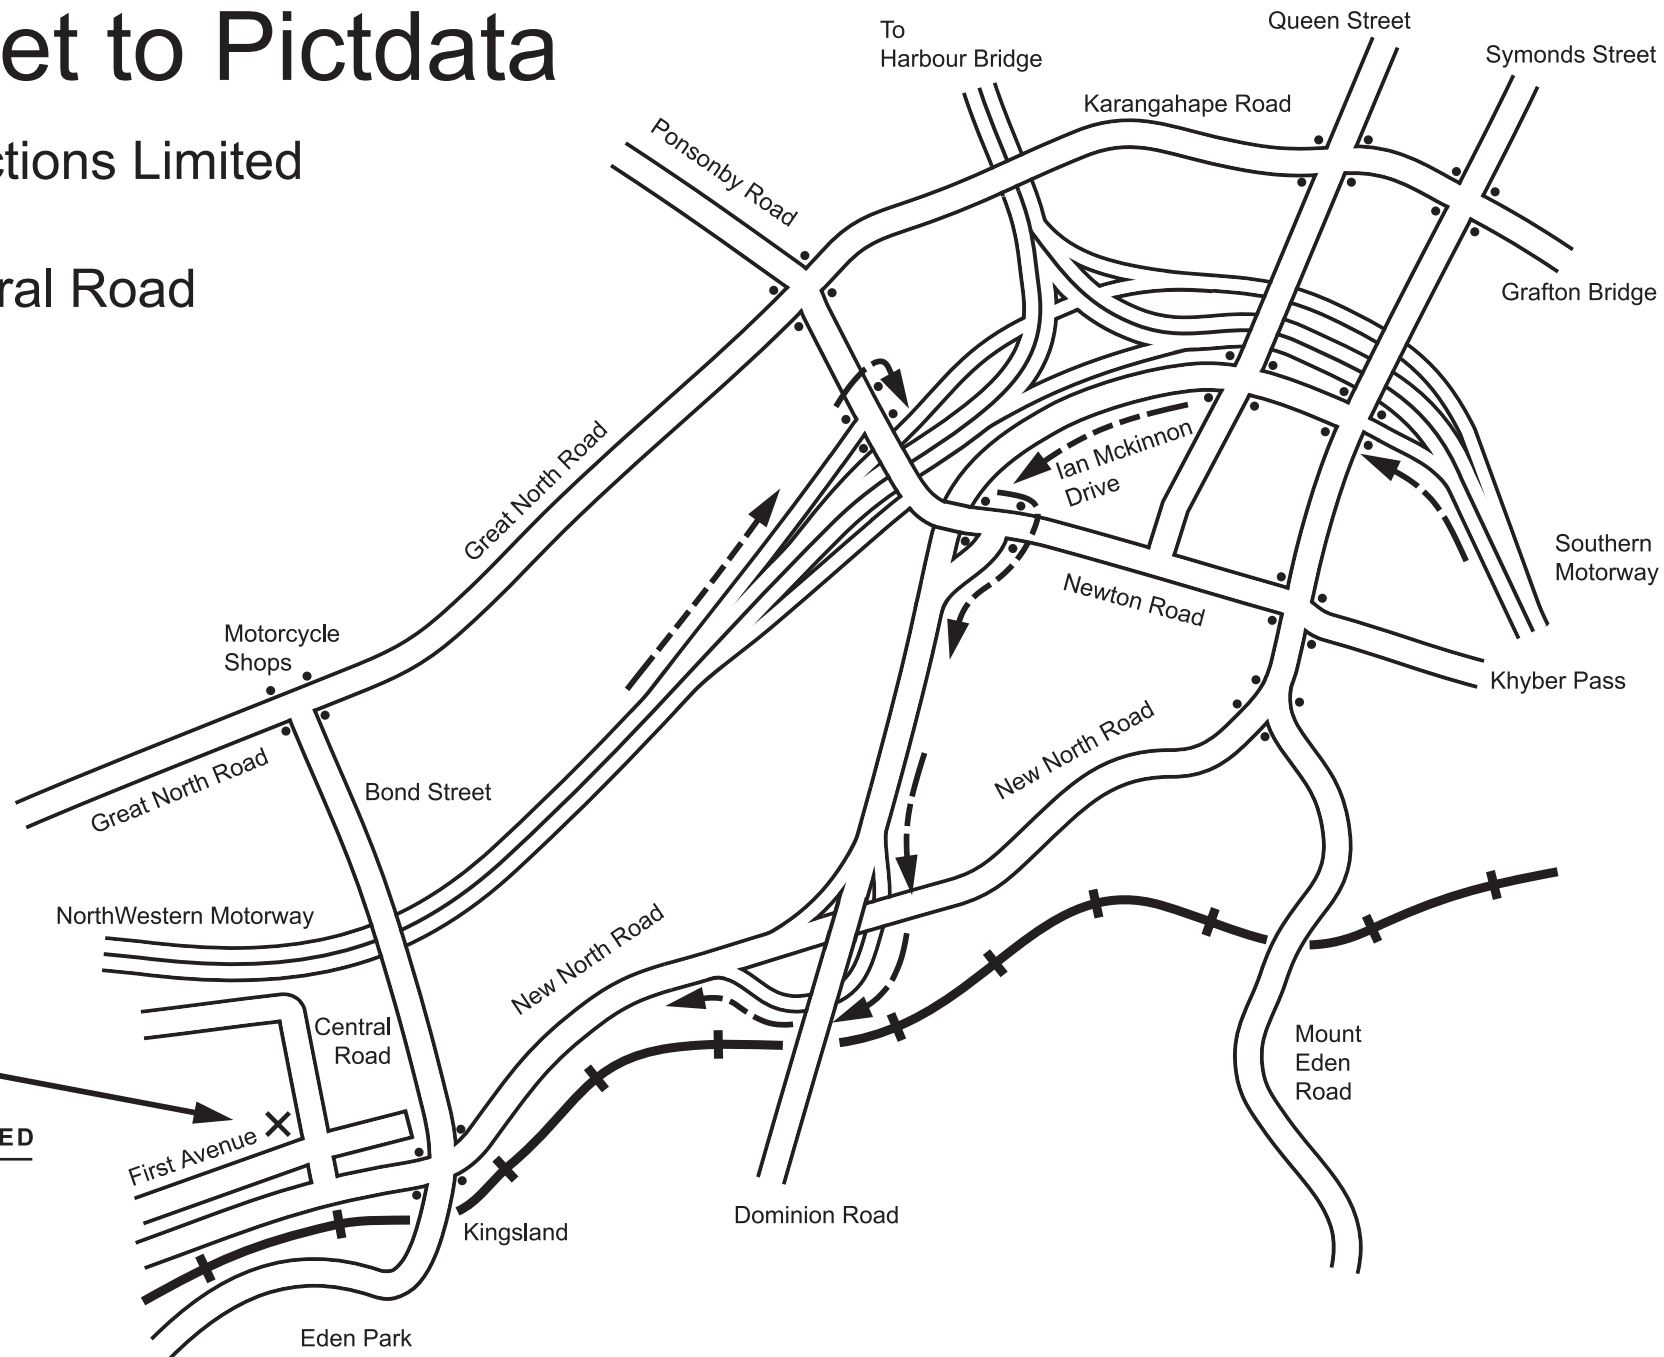 et to Pictdata
ctions Limited
ral Road
To
Harbour Bridge
Queen Street
Symonds Street
Karangahape Road
Ponsonby Road
Grafton Bridge
Great North Road
Ian Mckinnon
Drive
Southern
Motorway
Newton Road
Motorcycle
Shops
Khyber Pass
New North Road
Great North Road
Bond Street
NorthWestern Motorway
New North Road
Central
Road
Mount
Eden
Road
ED
First Avenue
Dominion Road
Kingsland
Eden Park